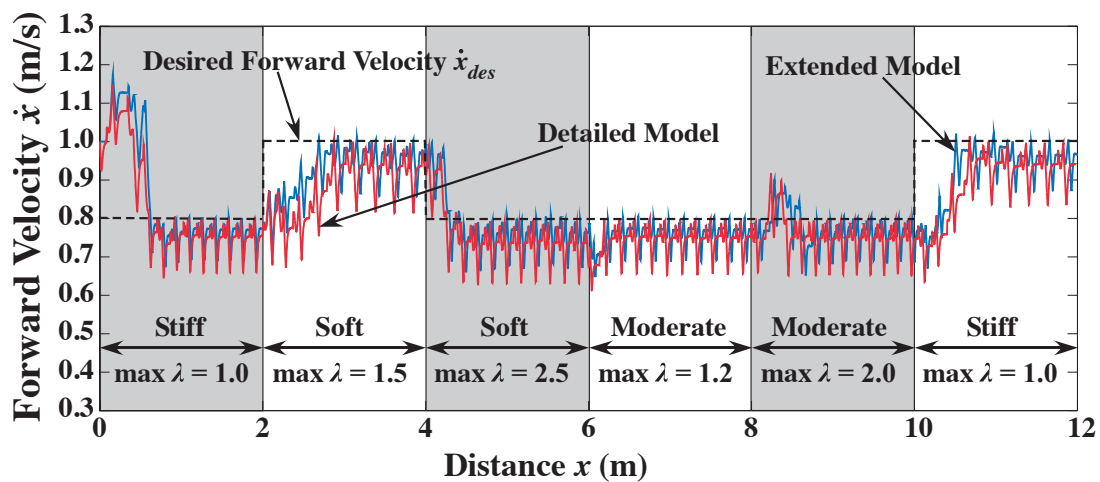 Forward Velocity ẋ (m/s)
1.3
1.2
1.1
1.0
0.9
0.8
0.7
0.6
0.5
0.4
0.3
Desired Forward Velocity ẋ_des
Extended Model
Detailed Model
Stiff
Soft
Soft
Moderate
Moderate
Stiff
max λ = 1.0
max λ = 1.5
max λ = 2.5
max λ = 1.2
max λ = 2.0
max λ = 1.0
0
2
4
6
8
10
12
Distance x (m)